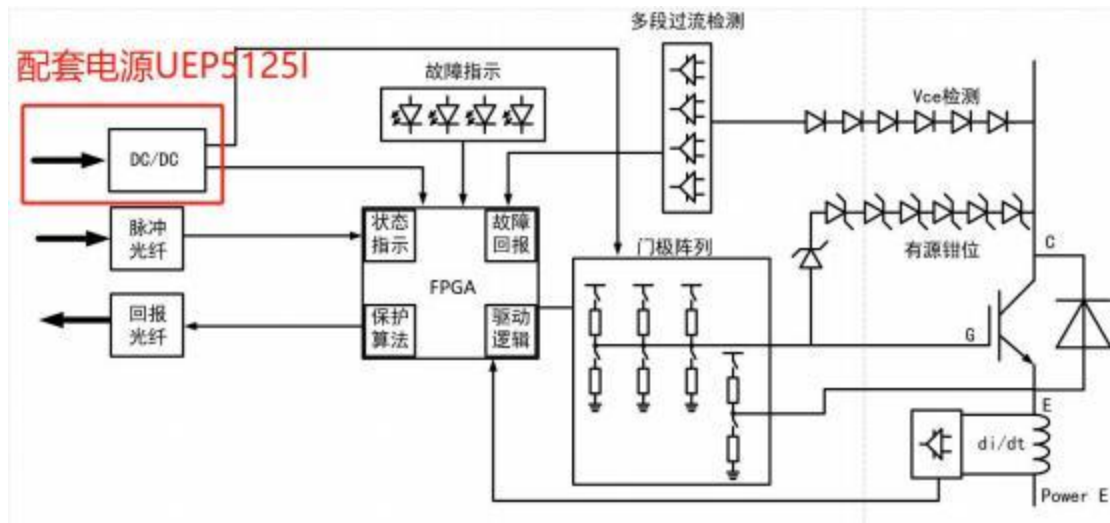 多段过流检测
配套电源UEP5125I
故障指示
Vce检测
DC/DC
脉冲
光纤
状态
指示
故障
回报
FPGA
门极阵列
有源钳位
C
回报
光纤
保护
算法
驱动
逻辑
G
E
di/dt
Power E